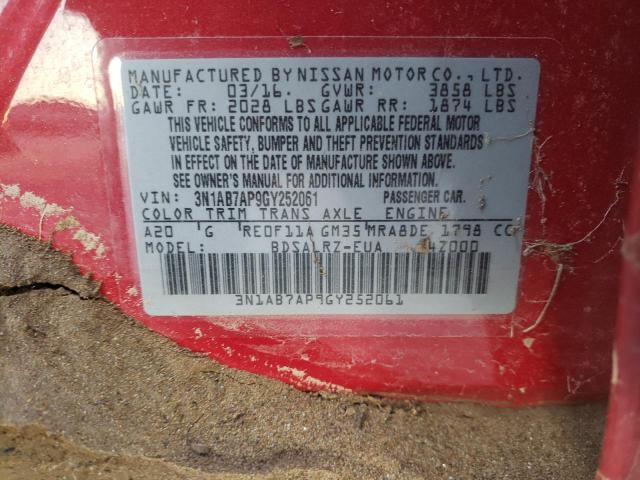 MANUFACTURED BY NISSAN MOTOR CO., LTD.
DATE: 03/16. GVWR: 3858 LBS
GAWR FR: 2028 LBS GAWR RR: 1874 LBS
THIS VEHICLE CONFORMS TO ALL APPLICABLE FEDERAL MOTOR
VEHICLE SAFETY, BUMPER AND THEFT PREVENTION STANDARDS
IN EFFECT ON THE DATE OF MANUFACTURE SHOWN ABOVE.
SEE OWNER'S MANUAL FOR ADDITIONAL INFORMATION.
VIN: 3N1AB7AP9GY252061 PASSENGER CAR.
COLOR TRIM TRANS AXLE ENGINE
A20 G RE0F11A GM35 MRA8DE 1798 CC
MODEL: BDSALRZ-EUA 4Z000
3N1AB7AP9GY252061